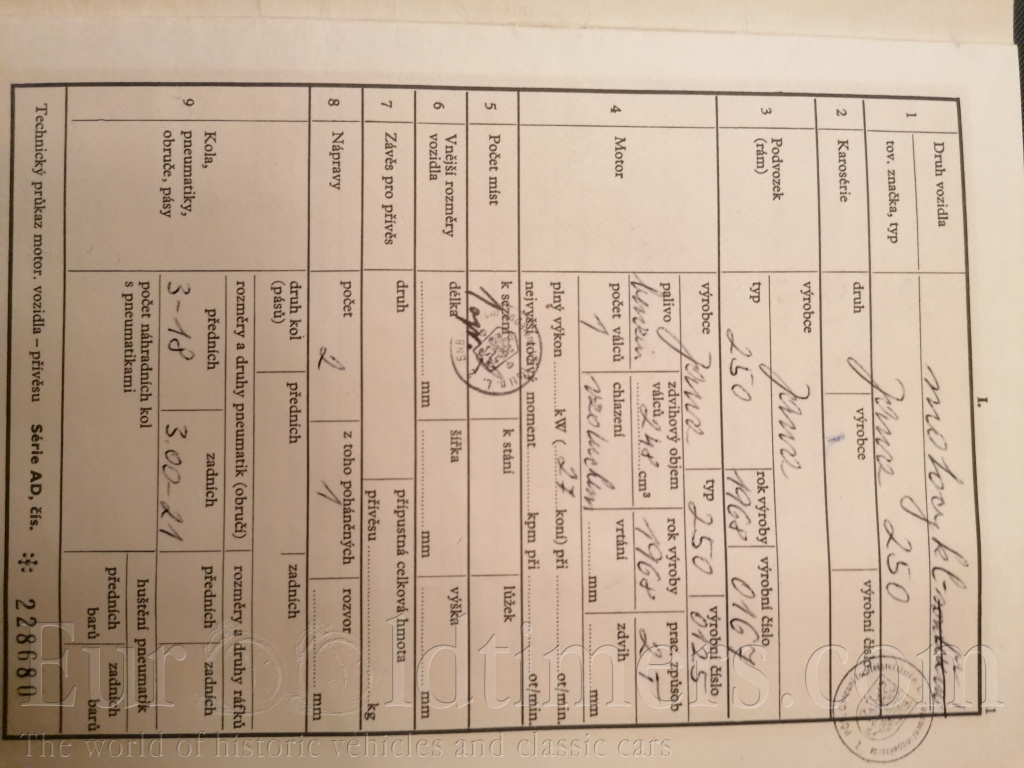 I.
1
1 Druh vozidla motocykl
tov. značka, typ Jawa 250
2 Karosérie druh výrobce výrobní číslo
3 Podvozek (rám) výrobce Jawa
typ 250 rok výroby 1968 výrobní číslo
4 Motor výrobce Jawa typ 250 výrobní číslo 0125
palivo benzin zdvihový objem válců 248 cm³ rok výroby 1968 prac. způsob 2T
počet válců 1 chlazení vzduchem vrtání mm zdvih mm
plný výkon kW (27 koní) při ot/min.
nejvyšší točivý moment kpm při ot/min.
5 Počet míst k sezení k stání lůžek
6 Vnější rozměry vozidla délka mm šířka mm výška mm
7 Závěs pro přívěs druh přípustná celková hmota přívěsu kg
8 Nápravy počet 2 z toho poháněných 1 rozvor mm
9 Kola, pneumatiky, obruče, pásy
druh kol (pásů) předních zadních
rozměry a druhy pneumatik (obručí) rozměry a druhy ráfků
předních zadních předních zadních
3-18 3.00-21
počet náhradních kol s pneumatikami huštění pneumatik
předních barů zadních barů
Technický průkaz motor. vozidla – přívěsu Série AD, čís. 228680
EurOldtimers.com
The world of historic vehicles and classic cars